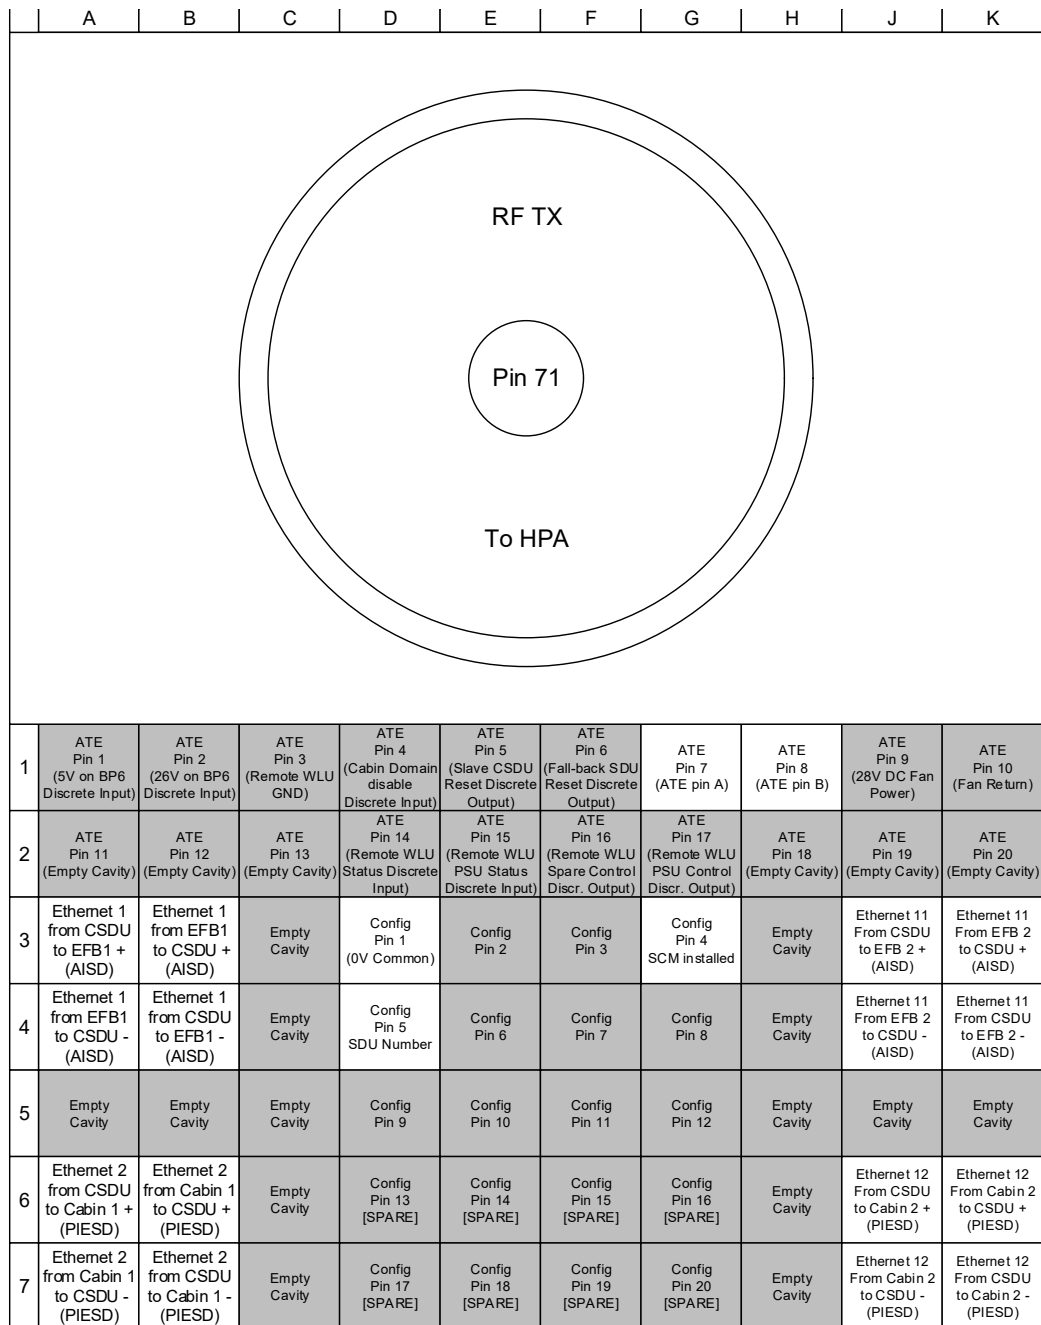 A B C D E F G H J K
RF TX
Pin 71
To HPA
1
ATE
Pin 1
(5V on BP6
Discrete Input)
ATE
Pin 2
(26V on BP6
Discrete Input)
ATE
Pin 3
(Remote WLU
GND)
ATE
Pin 4
(Cabin Domain
disable
Discrete Input)
ATE
Pin 5
(Slave CSDU
Reset Discrete
Output)
ATE
Pin 6
(Fall-back SDU
Reset Discrete
Output)
ATE
Pin 7
(ATE pin A)
ATE
Pin 8
(ATE pin B)
ATE
Pin 9
(28V DC Fan
Power)
ATE
Pin 10
(Fan Return)
2
ATE
Pin 11
(Empty Cavity)
ATE
Pin 12
(Empty Cavity)
ATE
Pin 13
(Empty Cavity)
ATE
Pin 14
(Remote WLU
Status Discrete
Input)
ATE
Pin 15
(Remote WLU
PSU Status
Discrete Input)
ATE
Pin 16
(Remote WLU
Spare Control
Discr. Output)
ATE
Pin 17
(Remote WLU
PSU Control
Discr. Output)
ATE
Pin 18
(Empty Cavity)
ATE
Pin 19
(Empty Cavity)
ATE
Pin 20
(Empty Cavity)
3
Ethernet 1
from CSDU
to EFB1 +
(AISD)
Ethernet 1
from EFB1
to CSDU +
(AISD)
Empty
Cavity
Config
Pin 1
(0V Common)
Config
Pin 2
Config
Pin 3
Config
Pin 4
SCM installed
Empty
Cavity
Ethernet 11
From CSDU
to EFB 2 +
(AISD)
Ethernet 11
From EFB 2
to CSDU +
(AISD)
4
Ethernet 1
from EFB1
to CSDU -
(AISD)
Ethernet 1
from CSDU
to EFB1 -
(AISD)
Empty
Cavity
Config
Pin 5
SDU Number
Config
Pin 6
Config
Pin 7
Config
Pin 8
Empty
Cavity
Ethernet 11
From EFB 2
to CSDU -
(AISD)
Ethernet 11
From CSDU
to EFB 2 -
(AISD)
5
Empty
Cavity
Empty
Cavity
Empty
Cavity
Config
Pin 9
Config
Pin 10
Config
Pin 11
Config
Pin 12
Empty
Cavity
Empty
Cavity
Empty
Cavity
6
Ethernet 2
from CSDU
to Cabin 1 +
(PIESD)
Ethernet 2
from Cabin 1
to CSDU +
(PIESD)
Empty
Cavity
Config
Pin 13
[SPARE]
Config
Pin 14
[SPARE]
Config
Pin 15
[SPARE]
Config
Pin 16
[SPARE]
Empty
Cavity
Ethernet 12
From CSDU
to Cabin 2 +
(PIESD)
Ethernet 12
From Cabin 2
to CSDU +
(PIESD)
7
Ethernet 2
from Cabin 1
to CSDU -
(PIESD)
Ethernet 2
from CSDU
to Cabin 1 -
(PIESD)
Empty
Cavity
Config
Pin 17
[SPARE]
Config
Pin 18
[SPARE]
Config
Pin 19
[SPARE]
Config
Pin 20
[SPARE]
Empty
Cavity
Ethernet 12
From Cabin 2
to CSDU -
(PIESD)
Ethernet 12
From CSDU
to Cabin 2 -
(PIESD)